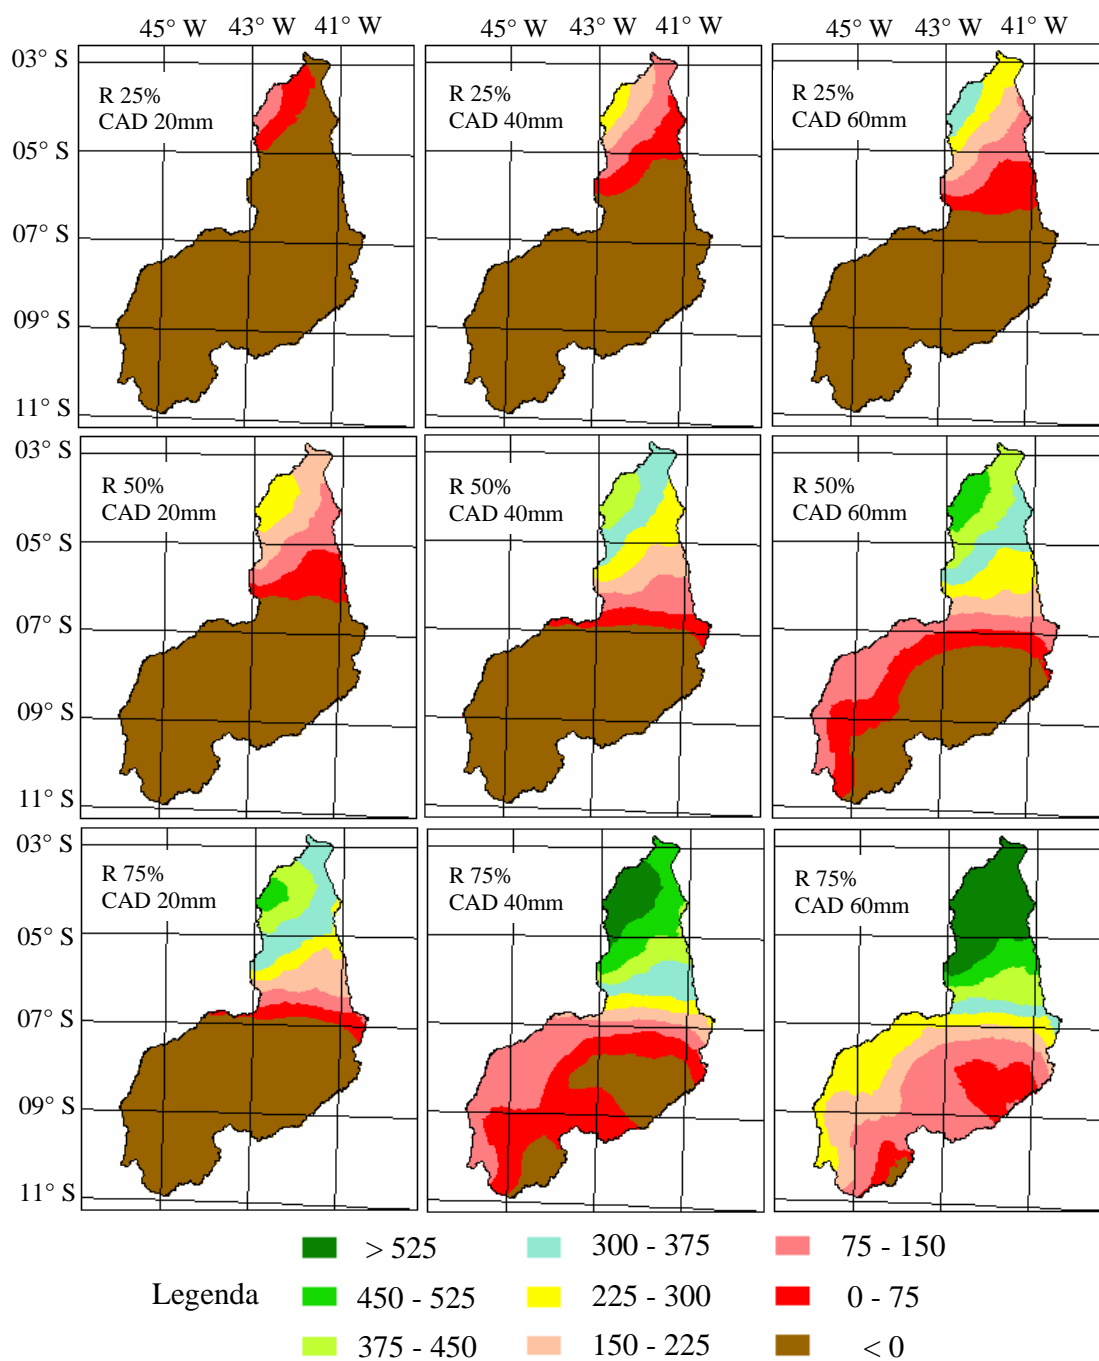 45° W 43° W 41° W 45° W 43° W 41° W 45° W 43° W 41° W
03° S
R 25%
CAD 20mm
R 25%
CAD 40mm
R 25%
CAD 60mm
05° S
07° S
09° S
11° S
03° S
R 50%
CAD 20mm
R 50%
CAD 40mm
R 50%
CAD 60mm
05° S
07° S
09° S
11° S
03° S
R 75%
CAD 20mm
R 75%
CAD 40mm
R 75%
CAD 60mm
05° S
07° S
09° S
11° S
> 525 300 - 375 75 - 150
Legenda 450 - 525 225 - 300 0 - 75
375 - 450 150 - 225 < 0